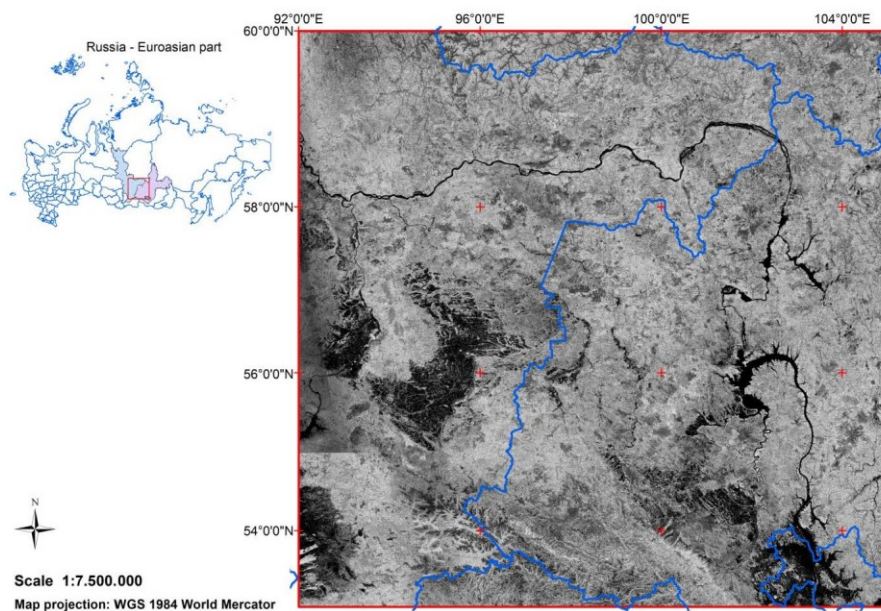 92°0'0"E
96°0'0"E
100°0'0"E
104°0'0"E
60°0'0"N
Russia - Euroasian part
58°0'0"N
56°0'0"N
54°0'0"N
N
Scale 1:7.500.000
Map projection: WGS 1984 World Mercator